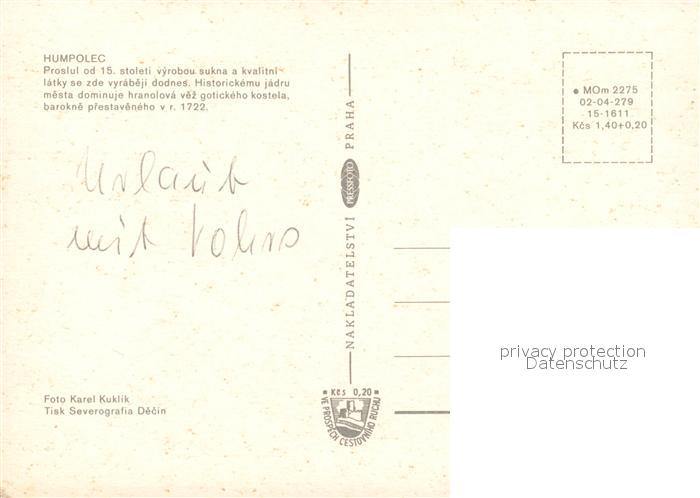 HUMPOLEC
Proslul od 15. století výrobou sukna a kvalitní
látky se zde vyrábějí dodnes. Historickému jádru
města dominuje hranolová věž gotického kostela,
barokně přestavěného v r. 1722.
Urlaub
mit
Foto Karel Kuklík
Tisk Severografia Děčín
NAKLADATELSTVÍ PRESSFOTO PRAHA
* Kčs 0,20 *
VE PROSPĚCH CESTOVNÍHO RUCHU
● MOm 2275
02-04-279
15-1611
Kčs 1,40+0,20
privacy protection
Datenschutz